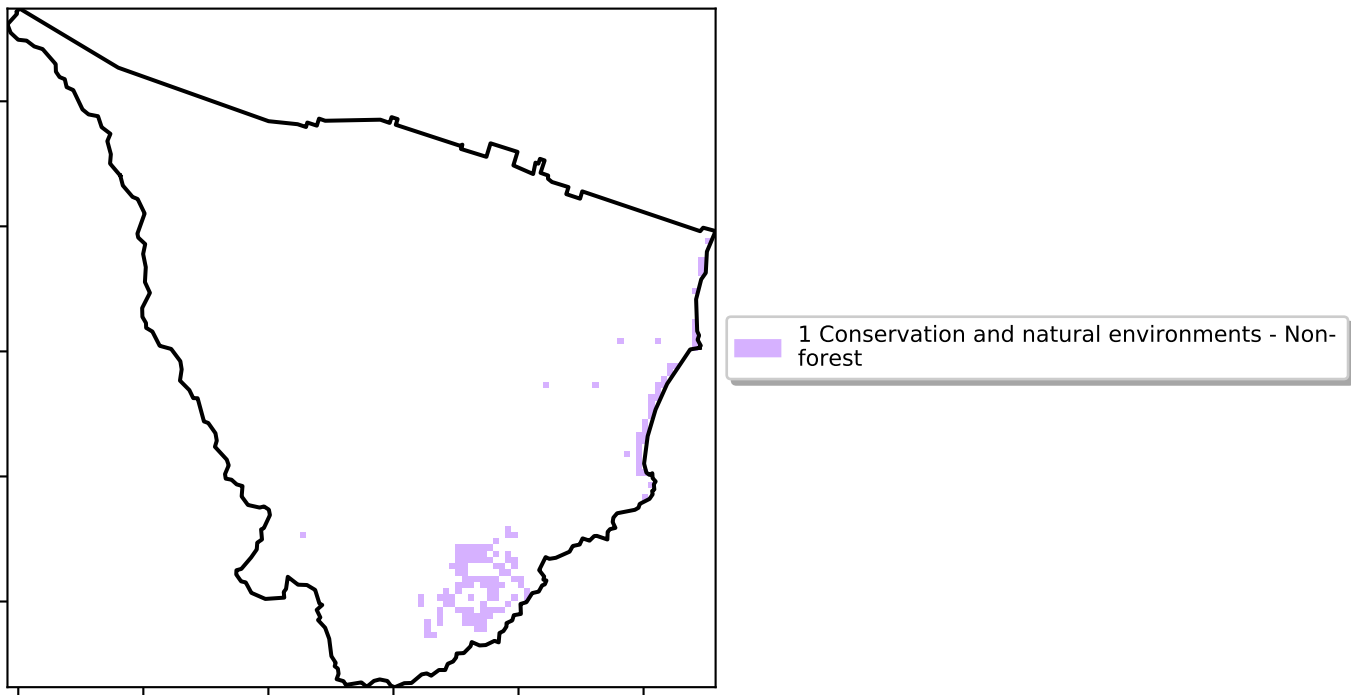 1 Conservation and natural environments - Non-
forest